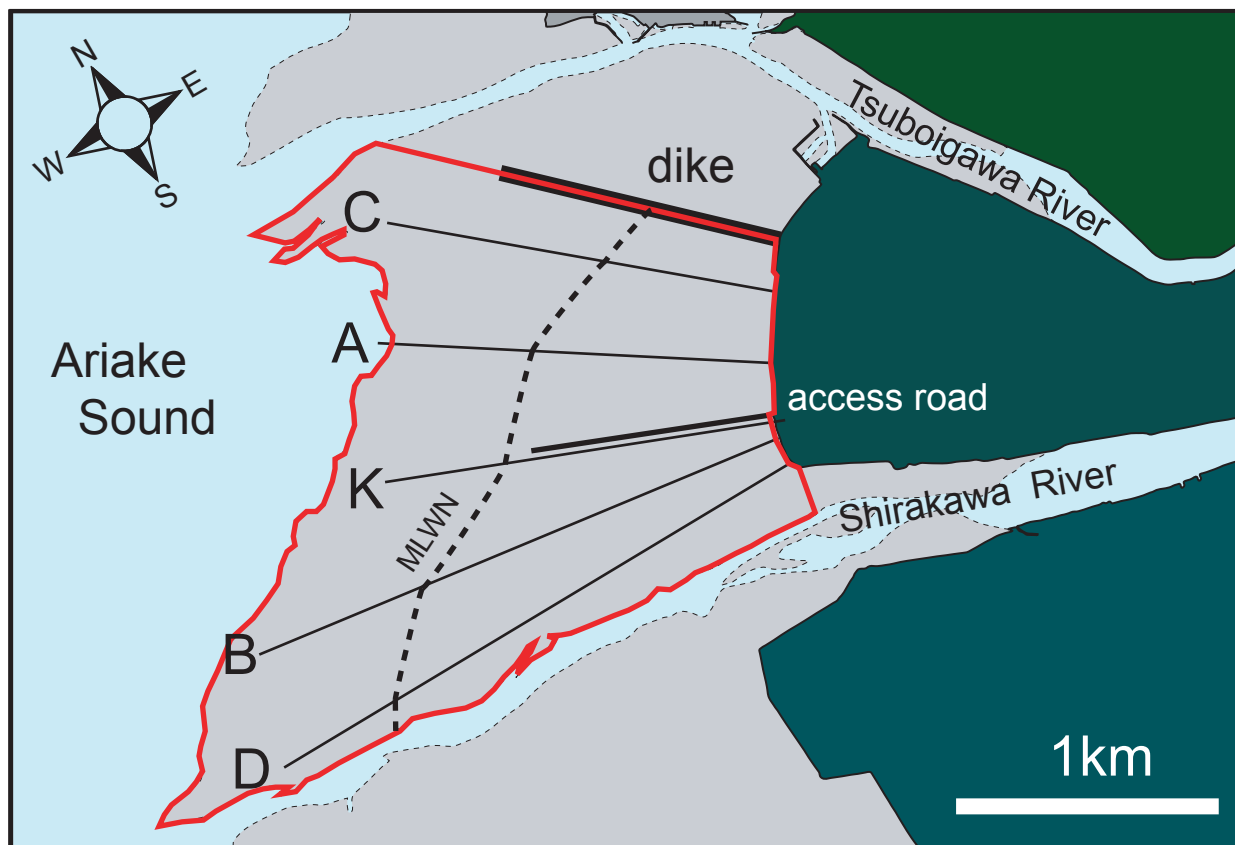 N
E
W
S
dike
Tsuboigawa River
C
A
Ariake
Sound
access road
K
Shirakawa River
MLWN
B
D
1km